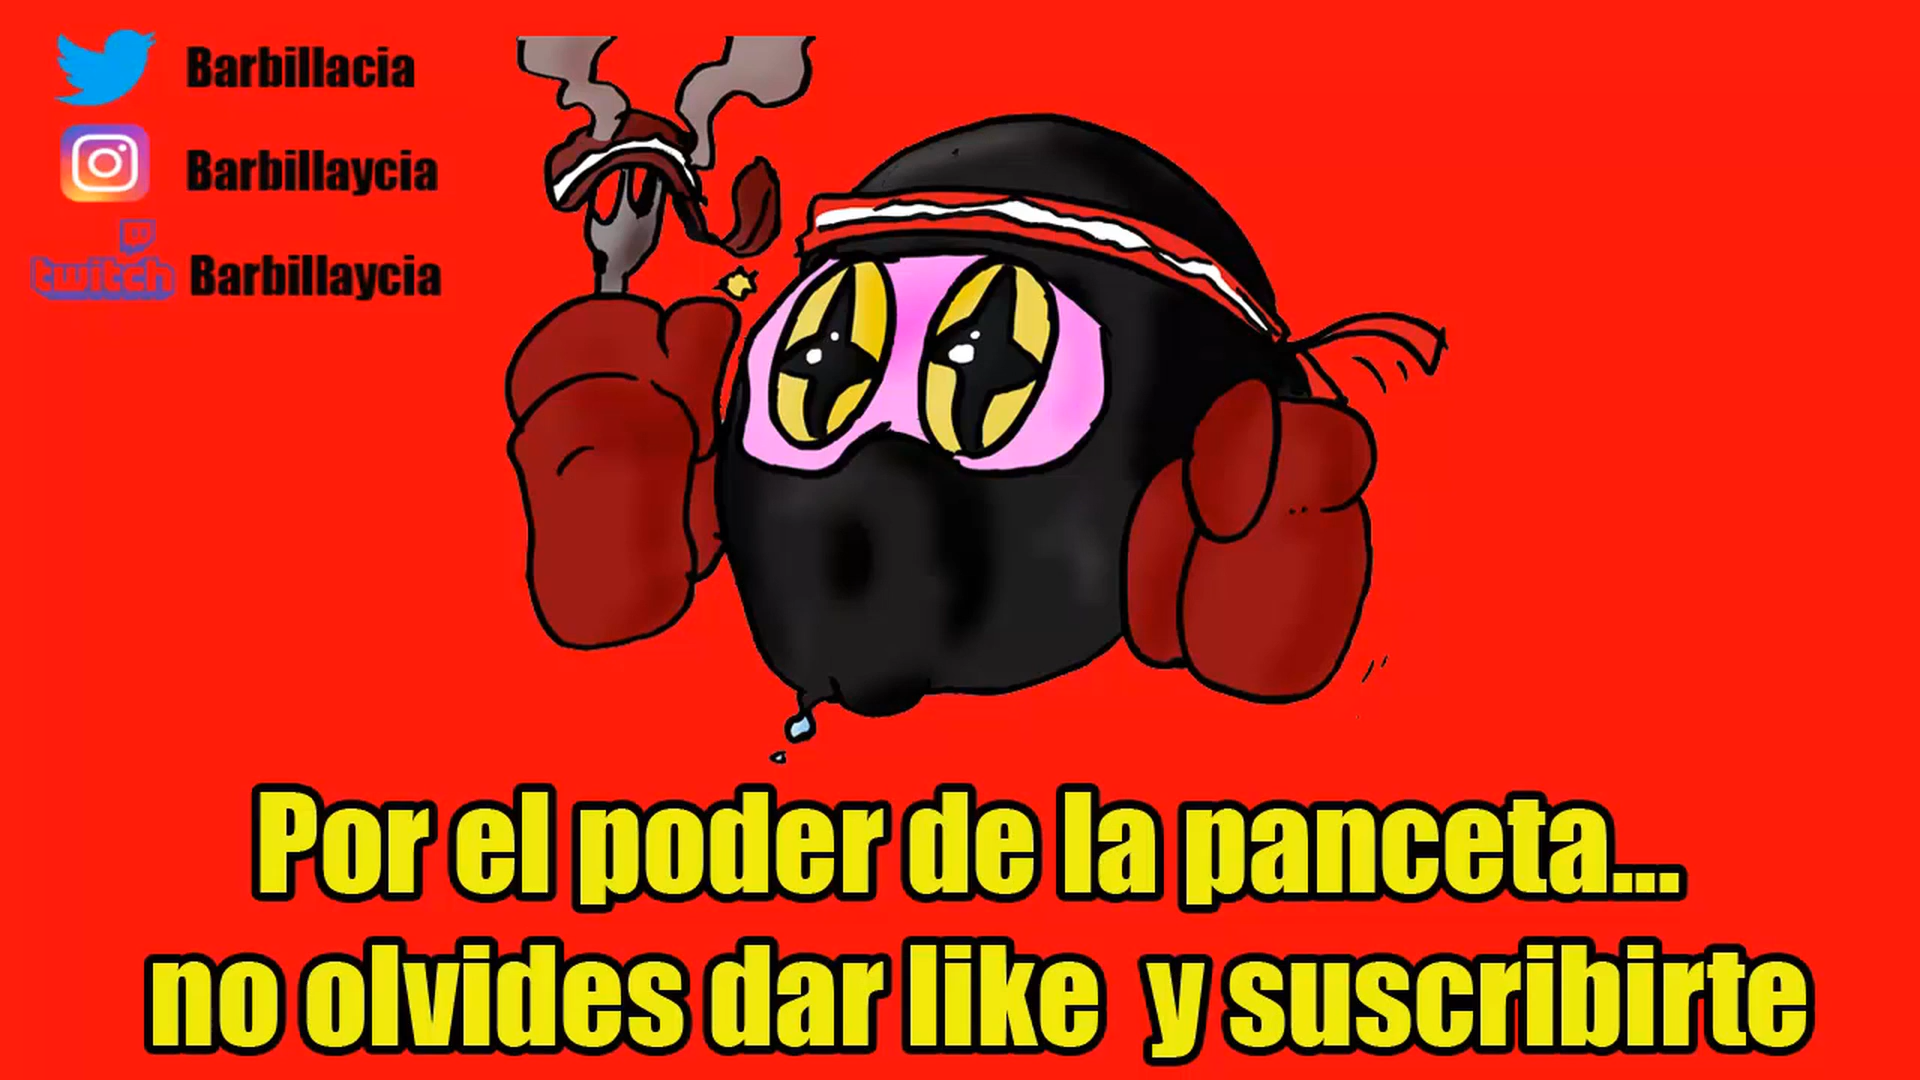 Barbillacia
Barbillaycia
twitch Barbillaycia
Por el poder de la panceta...
no olvides dar like y suscribirte